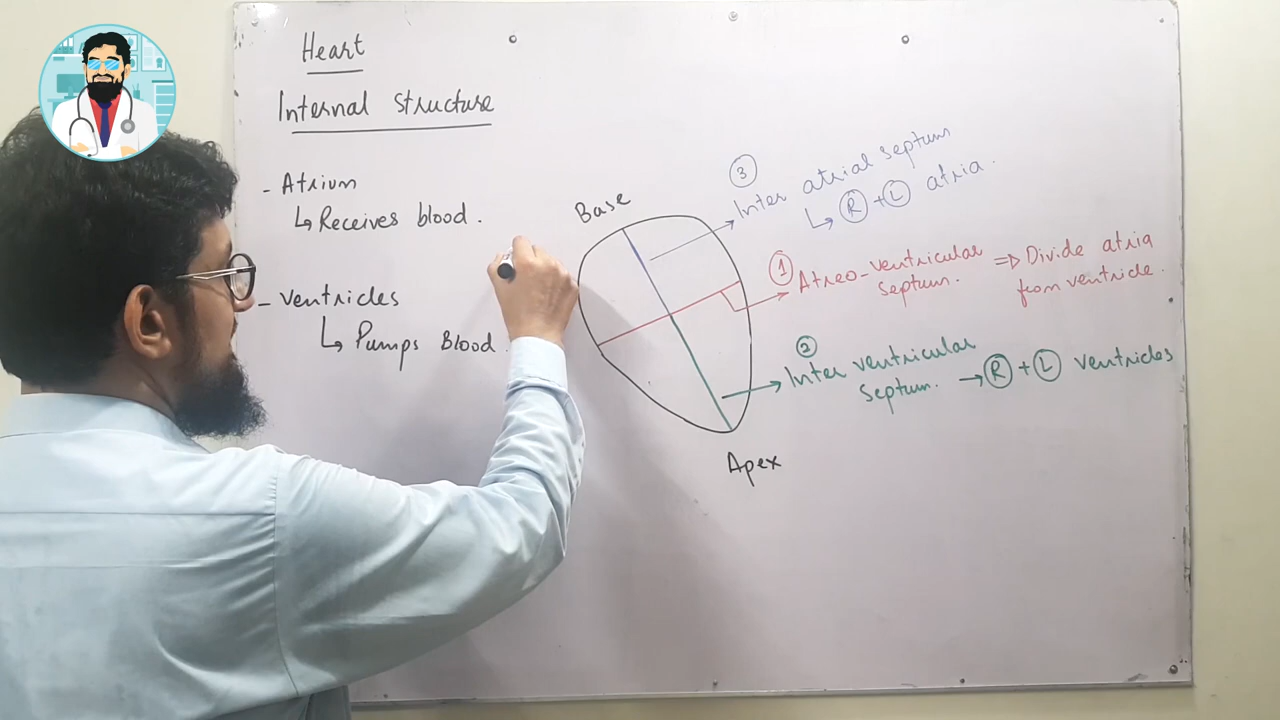 Heart
Internal structure
- Atrium
↳ Receives blood.
- Ventricles
↳ Pumps Blood.
Base
Apex
③ Inter atrial septum
↳ Ⓡ + Ⓛ atria.
① Atreo-ventricular septum. ⇒ Divide atria
from ventricle.
② Inter ventricular
septum. → Ⓡ + Ⓛ ventricles